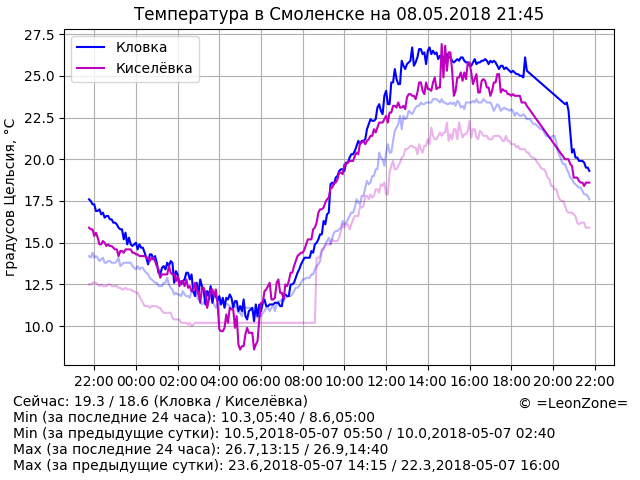 Температура в Смоленске на 08.05.2018 21:45
Кловка
Киселёвка
градусов Цельсия, °C
27.5
25.0
22.5
20.0
17.5
15.0
12.5
10.0
22:00 00:00 02:00 04:00 06:00 08:00 10:00 12:00 14:00 16:00 18:00 20:00 22:00
© =LeonZone=
Сейчас: 19.3 / 18.6 (Кловка / Киселёвка)
Min (за последние 24 часа): 10.3,05:40 / 8.6,05:00
Min (за предыдущие сутки): 10.5,2018-05-07 05:50 / 10.0,2018-05-07 02:40
Max (за последние 24 часа): 26.7,13:15 / 26.9,14:40
Max (за предыдущие сутки): 23.6,2018-05-07 14:15 / 22.3,2018-05-07 16:00